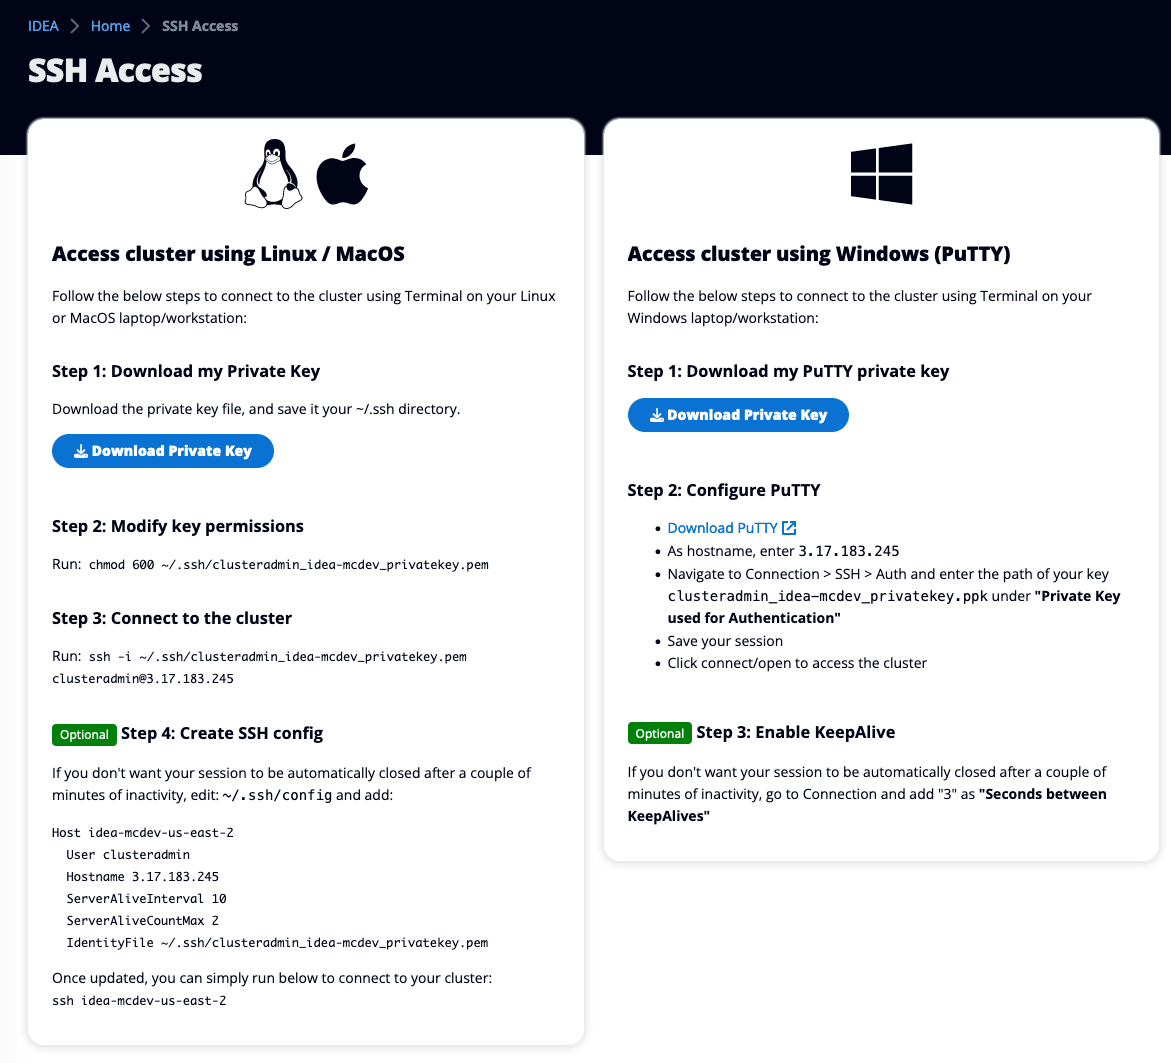 IDEA > Home > SSH Access
SSH Access
Access cluster using Linux / MacOS
Follow the below steps to connect to the cluster using Terminal on your Linux
or MacOS laptop/workstation:
Step 1: Download my Private Key
Download the private key file, and save it your ~/.ssh directory.
Download Private Key
Step 2: Modify key permissions
Run: chmod 600 ~/.ssh/clusteradmin_idea-mcdev_privatekey.pem
Step 3: Connect to the cluster
Run: ssh -i ~/.ssh/clusteradmin_idea-mcdev_privatekey.pem
clusteradmin@3.17.183.245
Optional Step 4: Create SSH config
If you don't want your session to be automatically closed after a couple of
minutes of inactivity, edit: ~/.ssh/config and add:
Host idea-mcdev-us-east-2
  User clusteradmin
  Hostname 3.17.183.245
  ServerAliveInterval 10
  ServerAliveCountMax 2
  IdentityFile ~/.ssh/clusteradmin_idea-mcdev_privatekey.pem
Once updated, you can simply run below to connect to your cluster:
ssh idea-mcdev-us-east-2
Access cluster using Windows (PuTTY)
Follow the below steps to connect to the cluster using Terminal on your
Windows laptop/workstation:
Step 1: Download my PuTTY private key
Download Private Key
Step 2: Configure PuTTY
• Download PuTTY
• As hostname, enter 3.17.183.245
• Navigate to Connection > SSH > Auth and enter the path of your key
clusteradmin_idea-mcdev_privatekey.ppk under "Private Key
used for Authentication"
• Save your session
• Click connect/open to access the cluster
Optional Step 3: Enable KeepAlive
If you don't want your session to be automatically closed after a couple of
minutes of inactivity, go to Connection and add "3" as "Seconds between
KeepAlives"